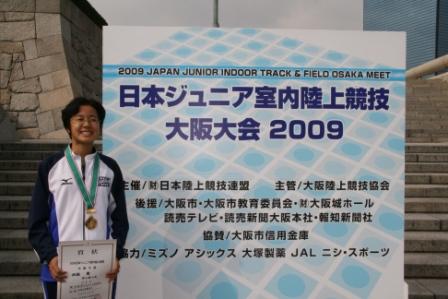 2009 JAPAN JUNIOR INDOOR TRACK & FIELD OSAKA MEET
日本ジュニア室内陸上競技
大阪大会 2009
主催/財日本陸上競技連盟 主管/大阪陸上競技協会
後援/大阪市・大阪市教育委員会・財大阪城ホール
読売テレビ・読売新聞大阪本社・報知新聞社
協賛/大阪市信用金庫
協力/ミズノ アシックス 大塚製薬 JAL ニシ・スポーツ
賞状